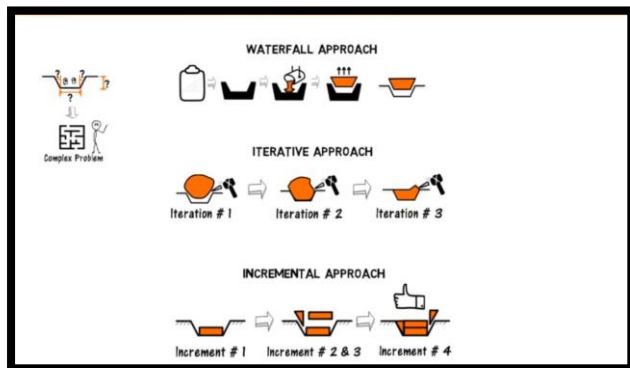 WATERFALL APPROACH
?
?
?
?
Complex Problem
ITERATIVE APPROACH
Iteration # 1
Iteration # 2
Iteration # 3
INCREMENTAL APPROACH
Increment # 1
Increment # 2 & 3
Increment # 4